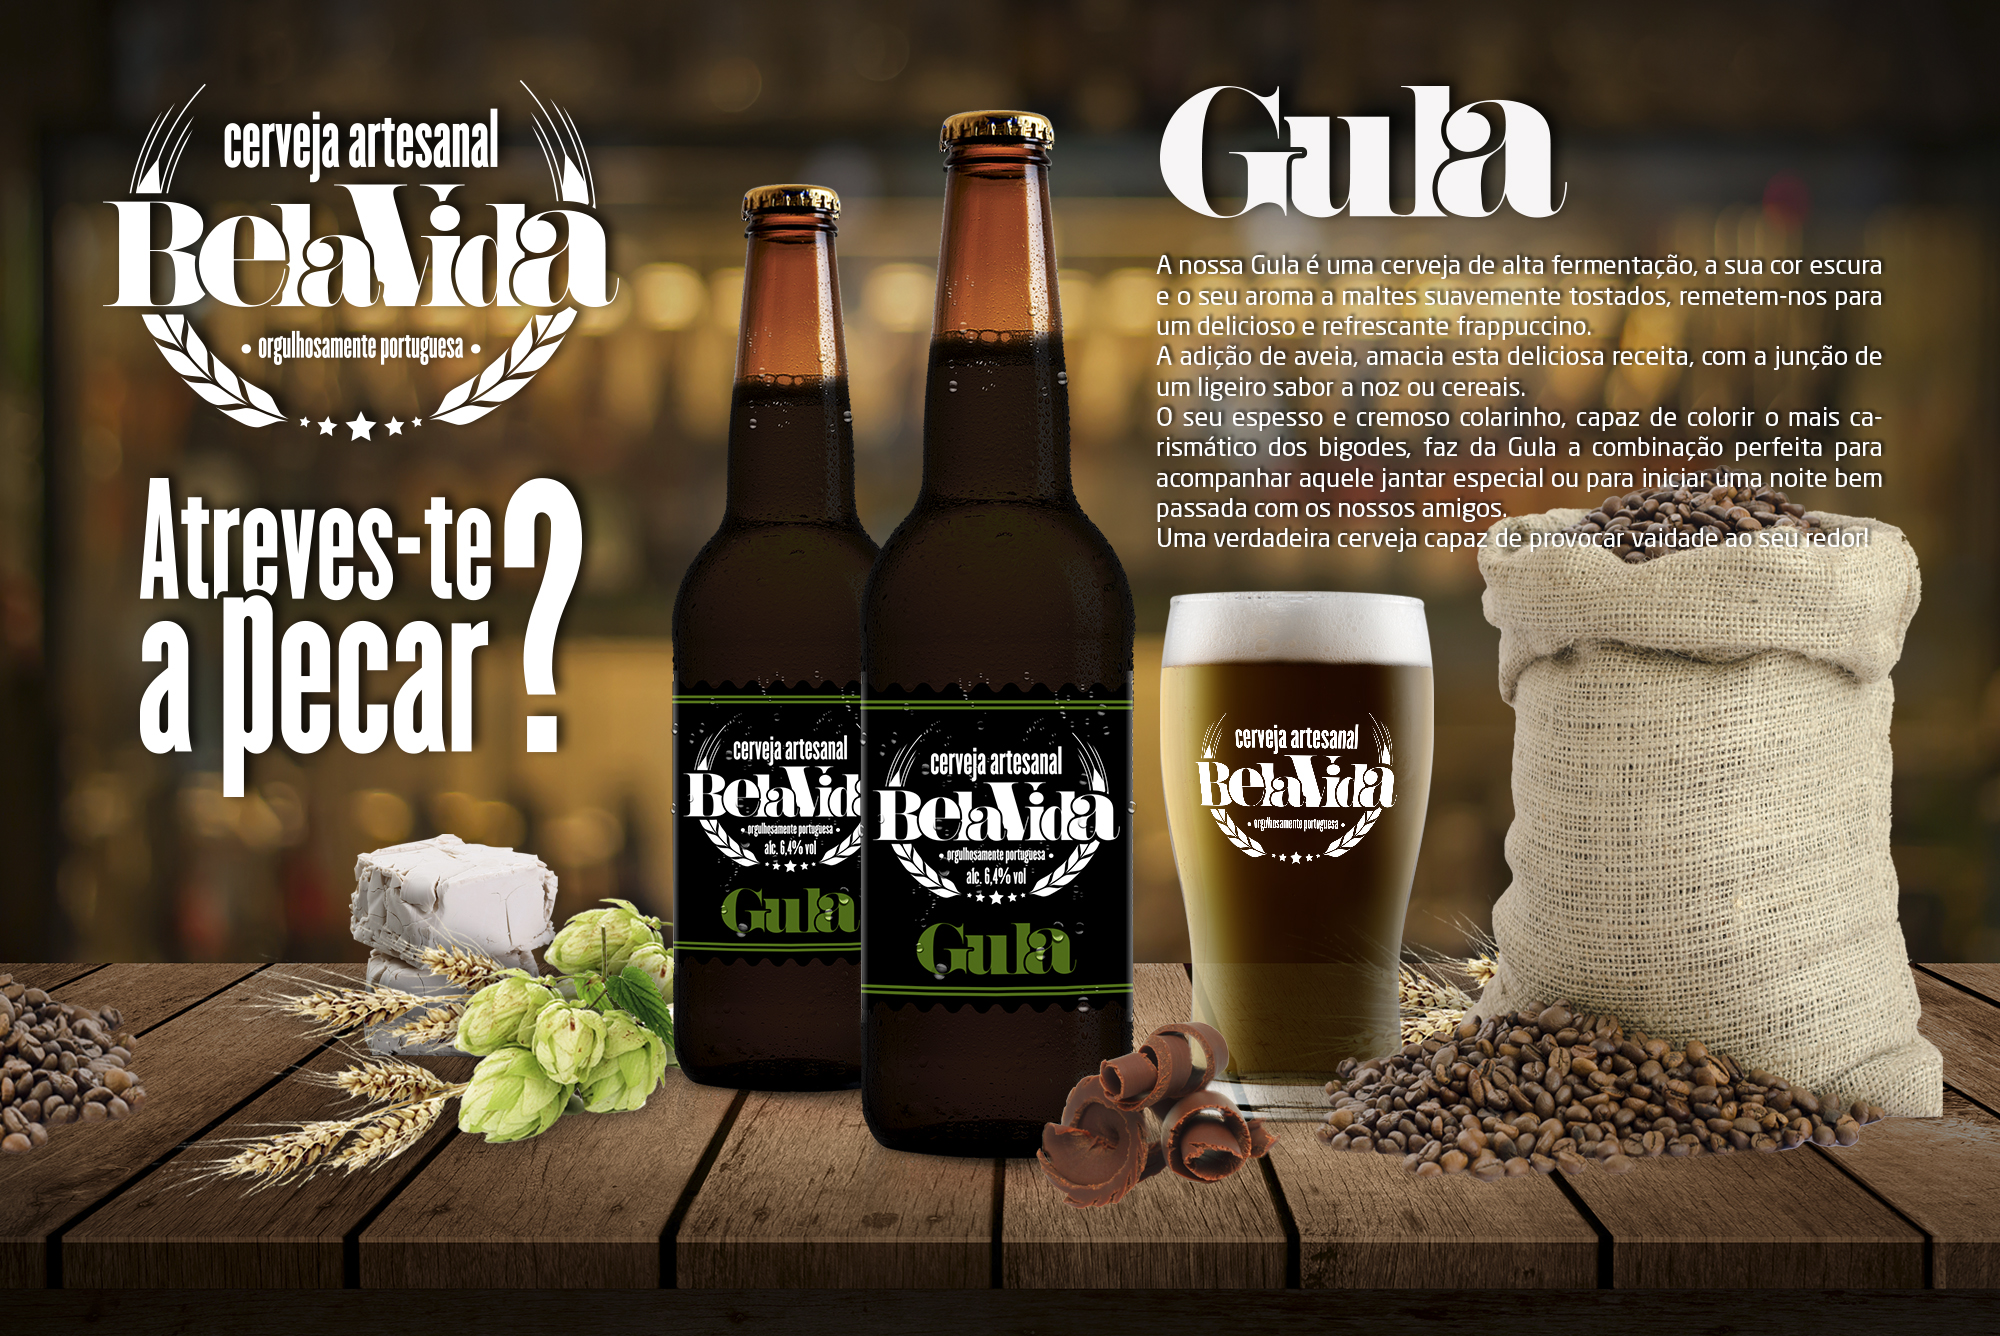 cerveja artesanal
BelaVida
• orgulhosamente portuguesa •
Atreves-te
a pecar?
Gula
A nossa Gula é uma cerveja de alta fermentação, a sua cor escura
e o seu aroma a maltes suavemente tostados, remetem-nos para
um delicioso e refrescante frappuccino.
A adição de aveia, amacia esta deliciosa receita, com a junção de
um ligeiro sabor a noz ou cereais.
O seu espesso e cremoso colarinho, capaz de colorir o mais ca-
rismático dos bigodes, faz da Gula a combinação perfeita para
acompanhar aquele jantar especial ou para iniciar uma noite bem
passada com os nossos amigos.
Uma verdadeira cerveja capaz de provocar vaidade ao seu redor!
cerveja artesanal
BelaVida
• orgulhosamente portuguesa •
alc. 6,4% vol
Gula
cerveja artesanal
BelaVida
• orgulhosamente portuguesa •
alc. 6,4% vol
Gula
cerveja artesanal
BelaVida
• orgulhosamente portuguesa •